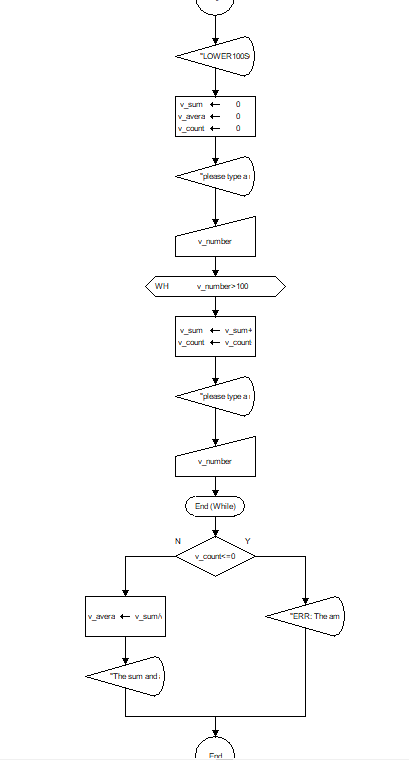 "LOWER100S
v_sum ← 0
v_avera ← 0
v_count ← 0
"please type a
v_number
WH v_number>100
v_sum ← v_sum+
v_count ← v_count
"please type a
v_number
End (While)
N Y
v_count<=0
v_avera ← v_sum/
"ERR: The am
"The sum and
End